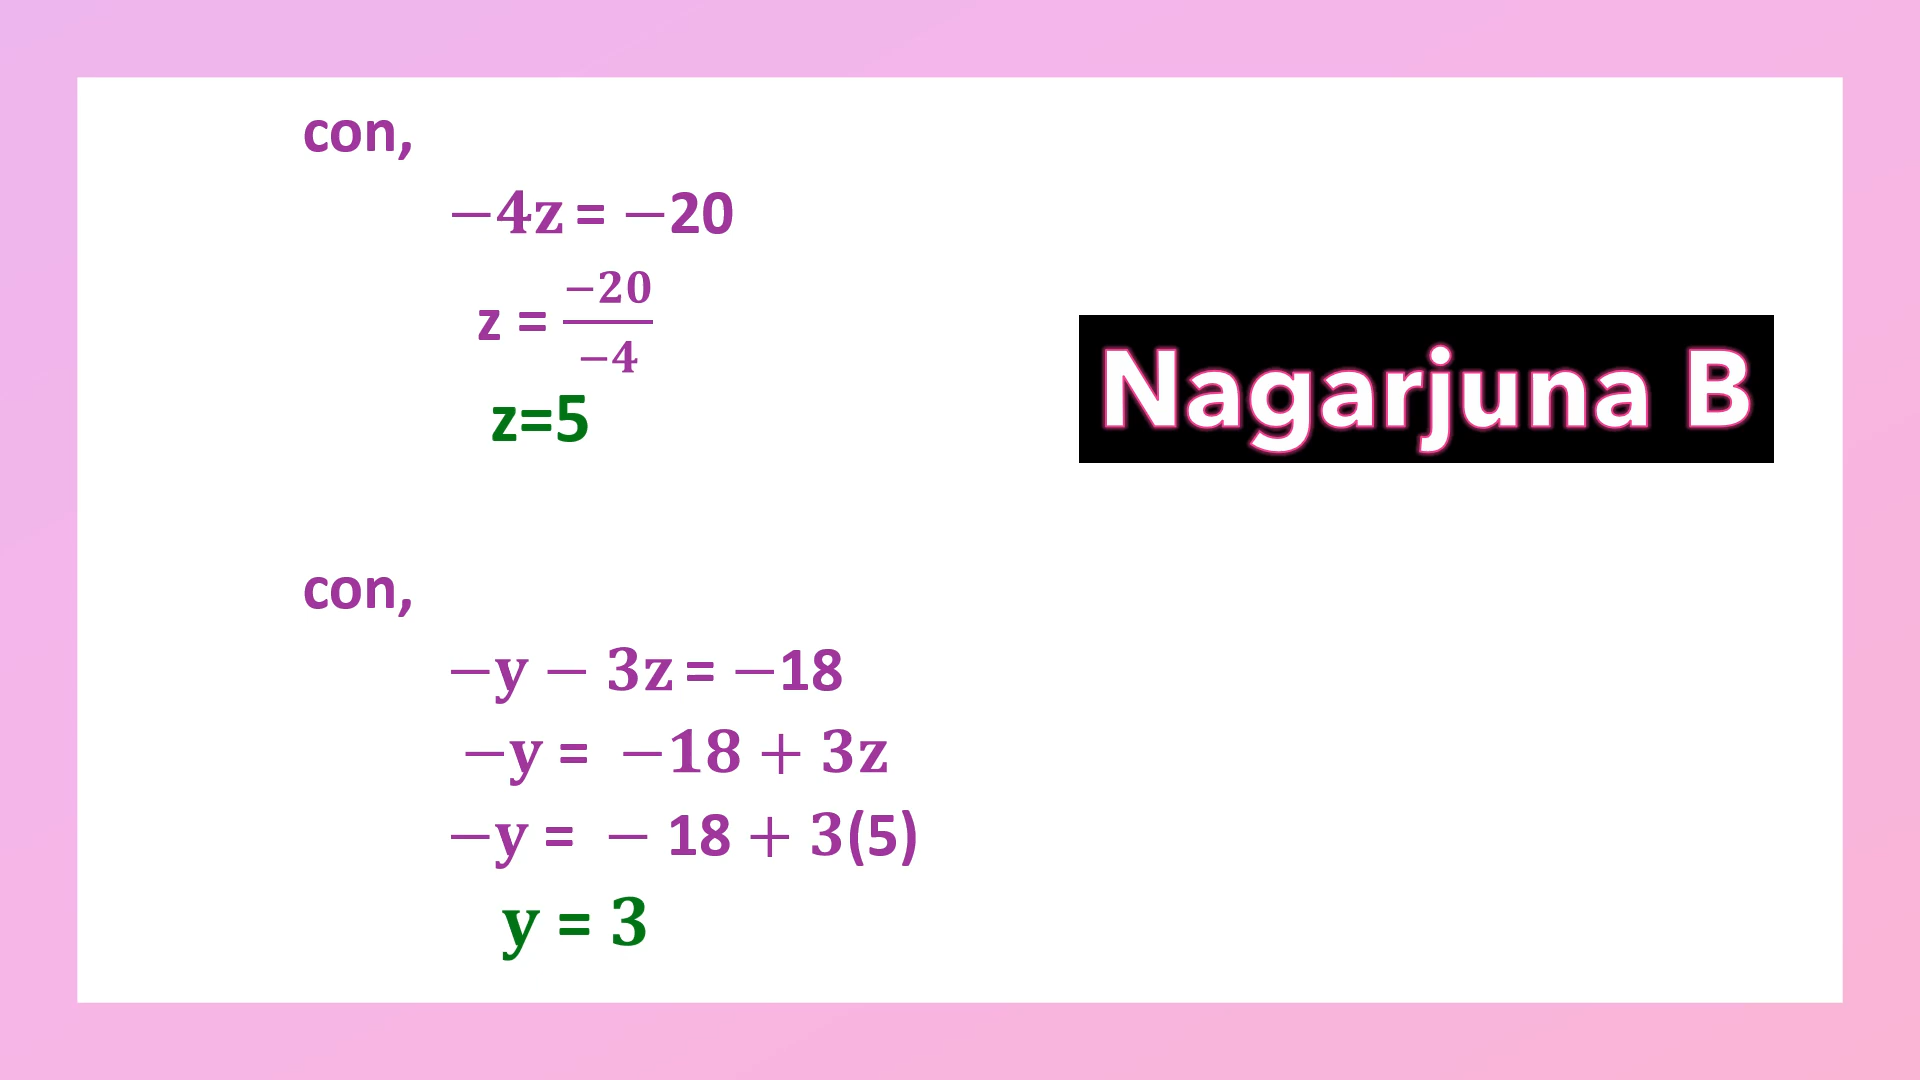 con,
−4z = −20
z = −20/−4
z=5
Nagarjuna B
con,
−y − 3z = −18
−y = −18 + 3z
−y = − 18 + 3(5)
y = 3